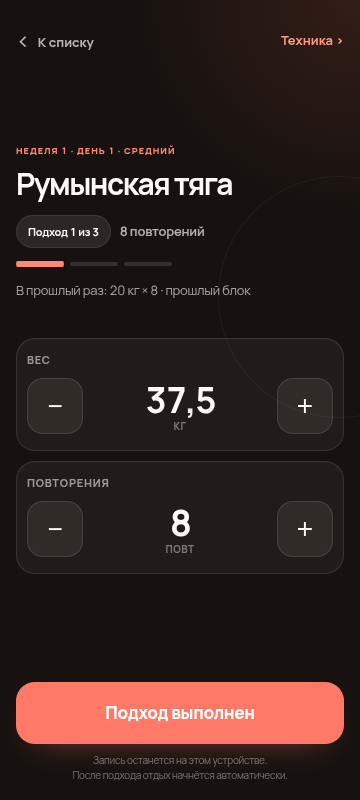 К списку
Техника ›
НЕДЕЛЯ 1 · ДЕНЬ 1 · СРЕДНИЙ
Румынская тяга
Подход 1 из 3 8 повторений
В прошлый раз: 20 кг × 8 · прошлый блок
ВЕС
− 37,5 +
КГ
ПОВТОРЕНИЯ
− 8 +
ПОВТ
Подход выполнен
Запись останется на этом устройстве.
После подхода отдых начнётся автоматически.